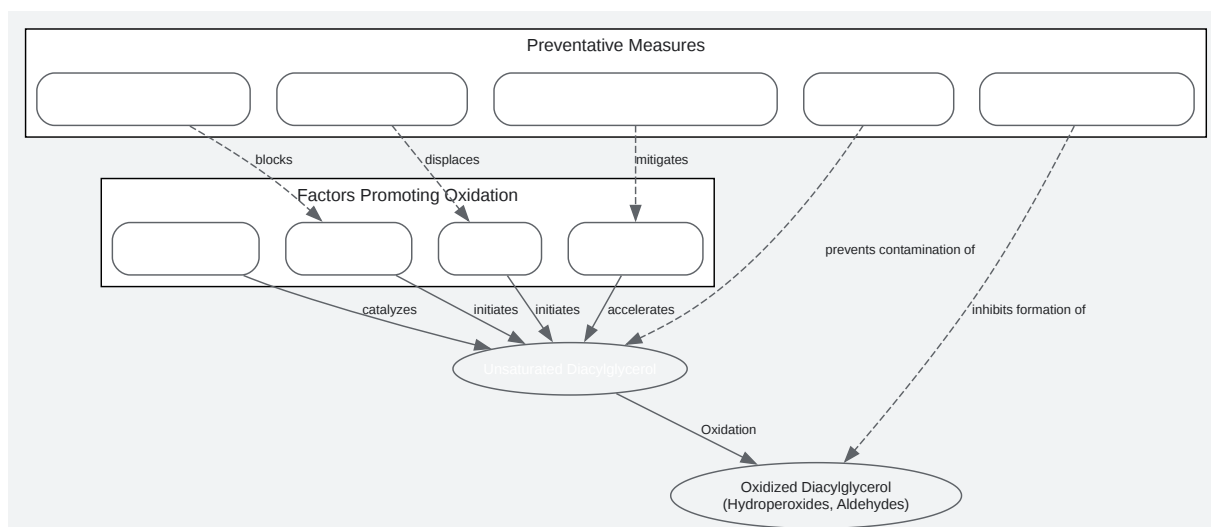 Preventative Measures
blocks
displaces
mitigates
Factors Promoting Oxidation
prevents contamination of
catalyzes
initiates
initiates
accelerates
inhibits formation of
Unsaturated Diacylglycerol
Oxidation
Oxidized Diacylglycerol
(Hydroperoxides, Aldehydes)